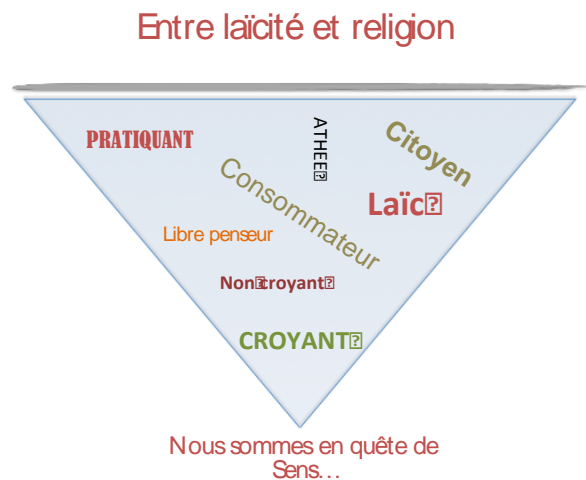 Entre laïcité et religion
PRATIQUANT
ATHEE
Citoyen
Consommateur
Laïc
Libre penseur
Non croyant
CROYANT
Nous sommes en quête de
Sens…